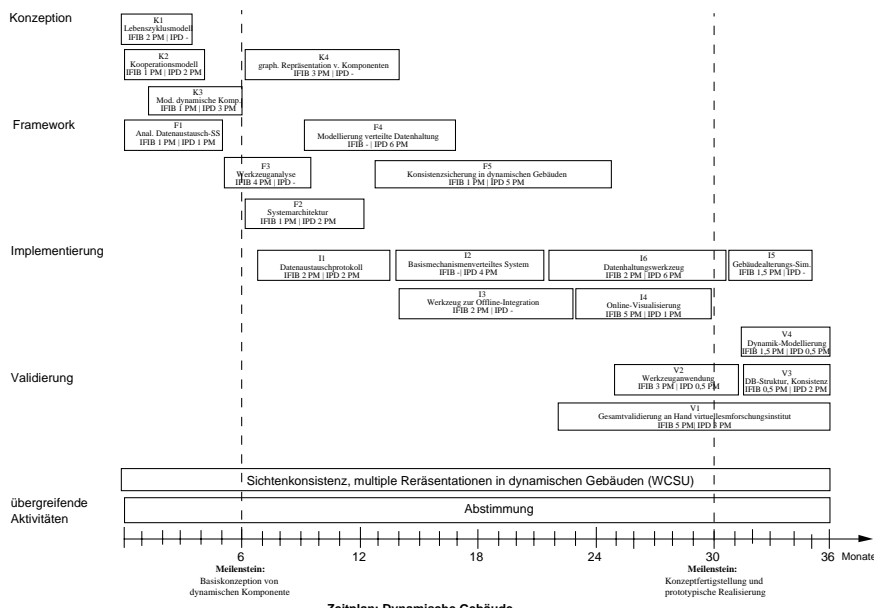 Konzeption
K1
Lebenszyklusmodell
IFIB 2 PM | IPD -
K2
Kooperationsmodell
IFIB 1 PM | IPD 2 PM
K4
graph. Repräsentation v. Komponenten
IFIB 3 PM | IPD -
K3
Mod. dynamische Komp.
IFIB 1 PM | IPD 3 PM
Framework
F1
Anal. Datenaustausch-SS
IFIB 1 PM | IPD 1 PM
F4
Modellierung verteilte Datenhaltung
IFIB - | IPD 6 PM
F3
Werkzeuganalyse
IFIB 4 PM | IPD -
F5
Konsistenzsicherung in dynamischen Gebäuden
IFIB 1 PM | IPD 5 PM
F2
Systemarchitektur
IFIB 1 PM | IPD 2 PM
Implementierung
I1
Datenaustauschprotokoll
IFIB 2 PM | IPD 2 PM
I2
Basismechanismenverteiltes System
IFIB -| IPD 4 PM
I6
Datenhaltungswerkzeug
IFIB 2 PM | IPD 6 PM
I5
Gebäudealterungs-Sim.
IFIB 1,5 PM | IPD -
I3
Werkzeug zur Offline-Integration
IFIB 2 PM | IPD -
I4
Online-Visualisierung
IFIB 5 PM | IPD 1 PM
V4
Dynamik-Modellierung
IFIB 1,5 PM | IPD 0,5 PM
Validierung
V2
Werkzeuganwendung
IFIB 3 PM | IPD 0,5 PM
V3
DB-Struktur, Konsistenz
IFIB 0,5 PM | IPD 2 PM
V1
Gesamtvalidierung an Hand virtuellesmforschungsinstitut
IFIB 5 PM| IPD 3 PM
Sichtenkonsistenz, multiple Reräsentationen in dynamischen Gebäuden (WCSU)
übergreifende
Aktivitäten
Abstimmung
6 12 18 24 30 36 Monate
Meilenstein:
Basiskonzeption von
dynamischen Komponente
Meilenstein:
Konzeptfertigstellung und
prototypische Realisierung
Zeitplan: Dynamische Gebäude